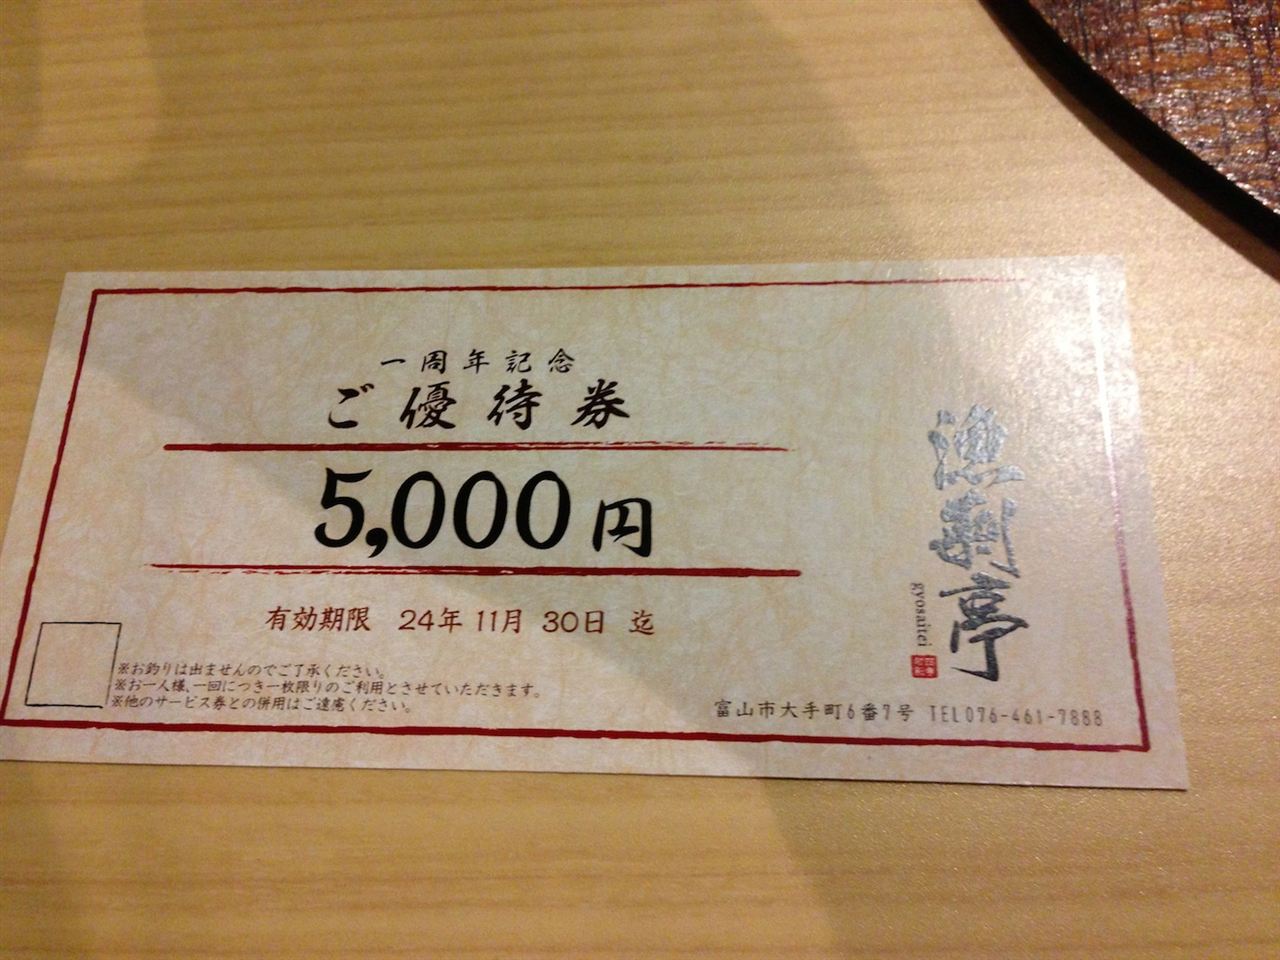 一周年記念
ご優待券
5,000円
有効期限 24年 11月 30日 迄
※お釣りは出ませんのでご了承ください。
※お一人様、一回につき一枚限りのご利用とさせていただきます。
※他のサービス券との併用はご遠慮ください。
gyosaitei
富山市大手町6番7号 TEL076-461-7888